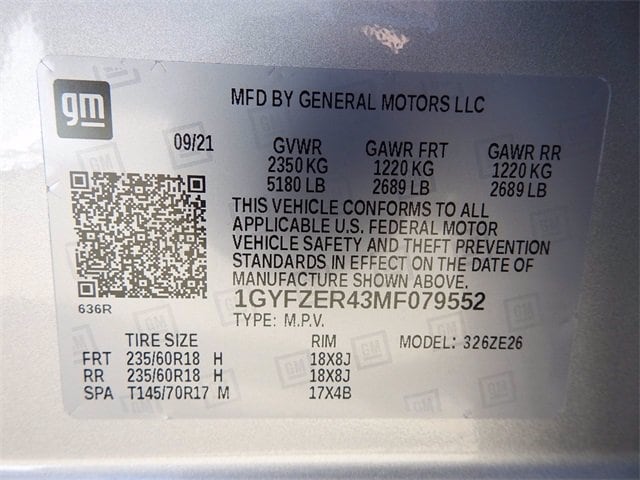 gm
MFD BY GENERAL MOTORS LLC
09/21
GVWR GAWR FRT GAWR RR
2350 KG 1220 KG 1220 KG
5180 LB 2689 LB 2689 LB
THIS VEHICLE CONFORMS TO ALL
APPLICABLE U.S. FEDERAL MOTOR
VEHICLE SAFETY AND THEFT PREVENTION
STANDARDS IN EFFECT ON THE DATE OF
MANUFACTURE SHOWN ABOVE.
1GYFZER43MF079552
636R
TYPE: M.P.V.
TIRE SIZE RIM MODEL: 326ZE26
FRT 235/60R18 H 18X8J
RR 235/60R18 H 18X8J
SPA T145/70R17 M 17X4B